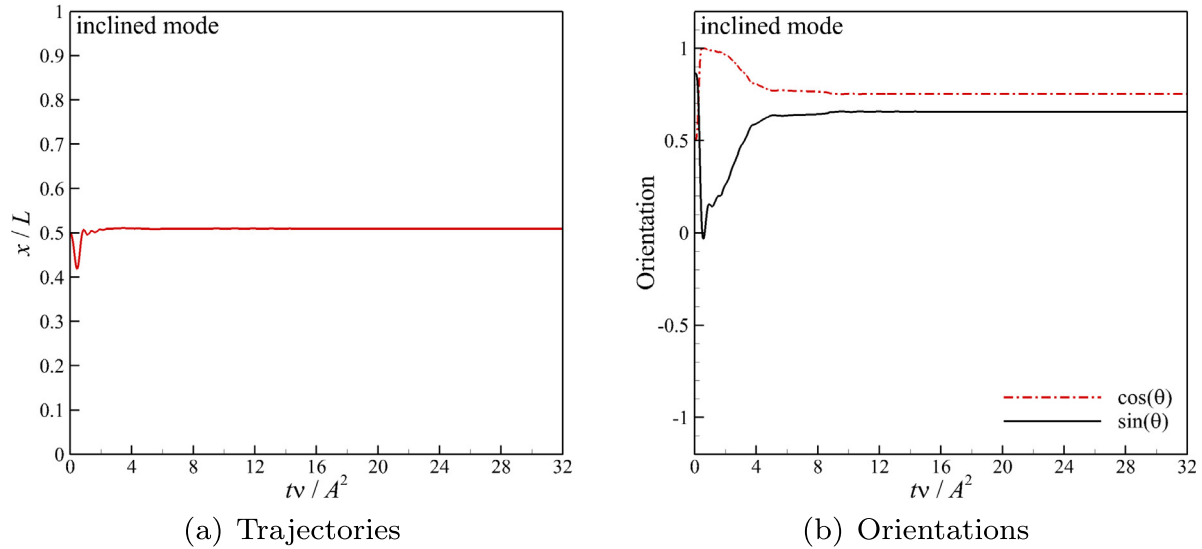 inclined mode
1
0.9
0.8
0.7
0.6
0.5
0.4
0.3
0.2
0.1
0
x / L
0 4 8 12 16 20 24 28 32
tν / A²
(a) Trajectories
inclined mode
1
0.5
0
-0.5
-1
Orientation
cos(θ)
sin(θ)
0 4 8 12 16 20 24 28 32
tν / A²
(b) Orientations